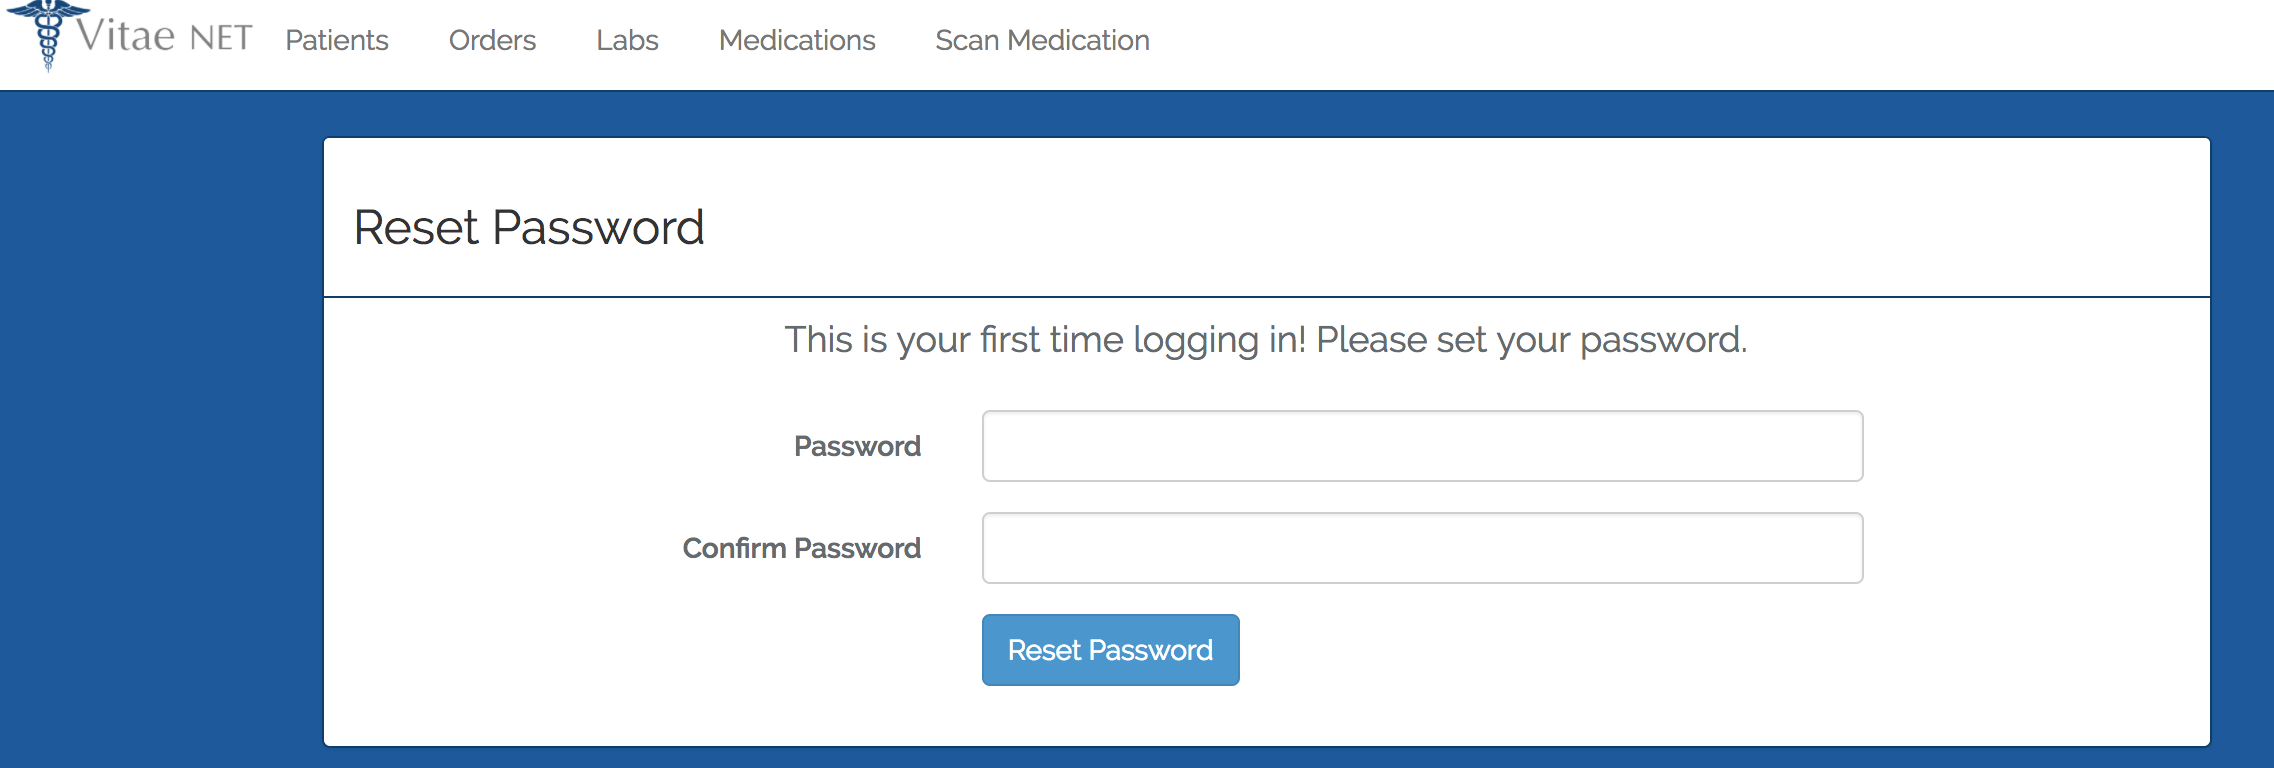 Vitae NET Patients Orders Labs Medications Scan Medication
Reset Password
This is your first time logging in! Please set your password.
Password
Confirm Password
Reset Password